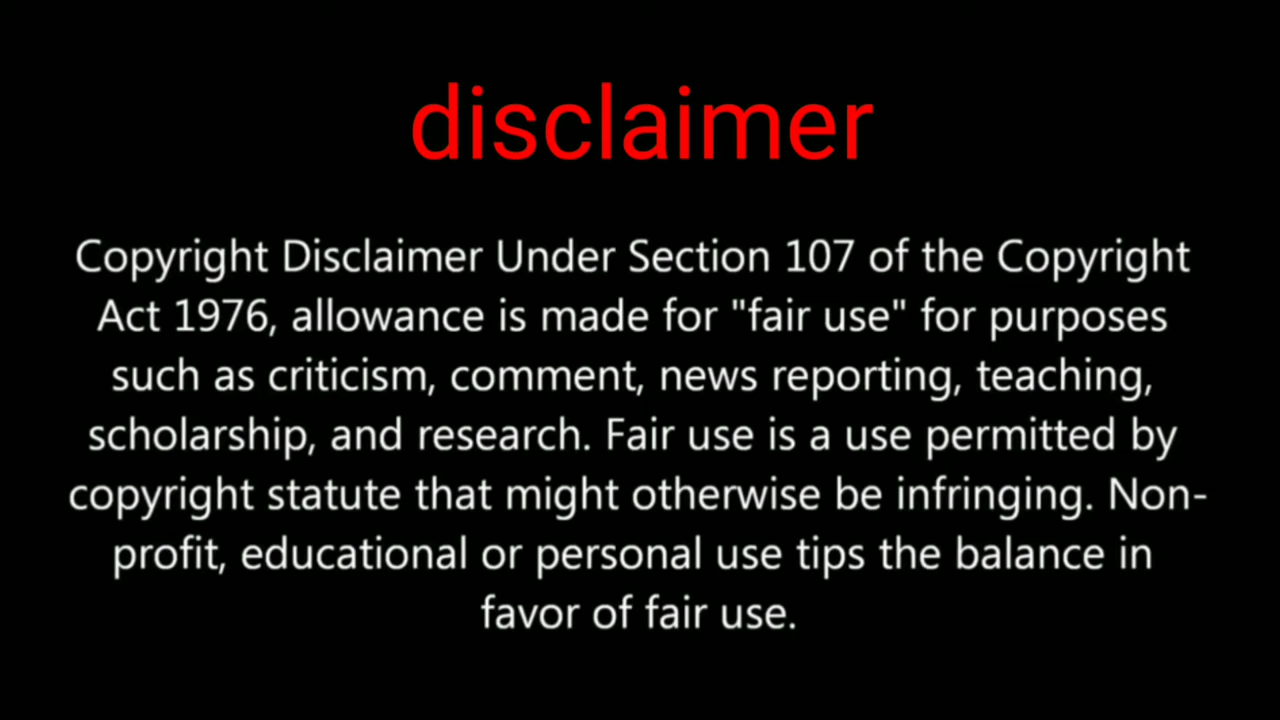 disclaimer
Copyright Disclaimer Under Section 107 of the Copyright
Act 1976, allowance is made for "fair use" for purposes
such as criticism, comment, news reporting, teaching,
scholarship, and research. Fair use is a use permitted by
copyright statute that might otherwise be infringing. Non-
profit, educational or personal use tips the balance in
favor of fair use.